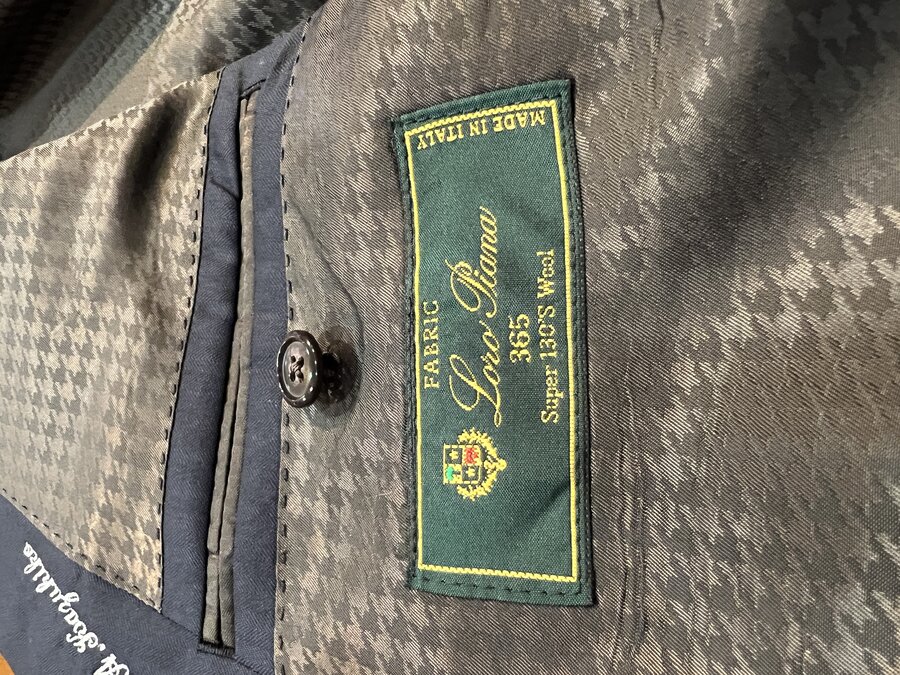 FABRIC
Loro Piana
365
Super 130'S Wool
MADE IN ITALY